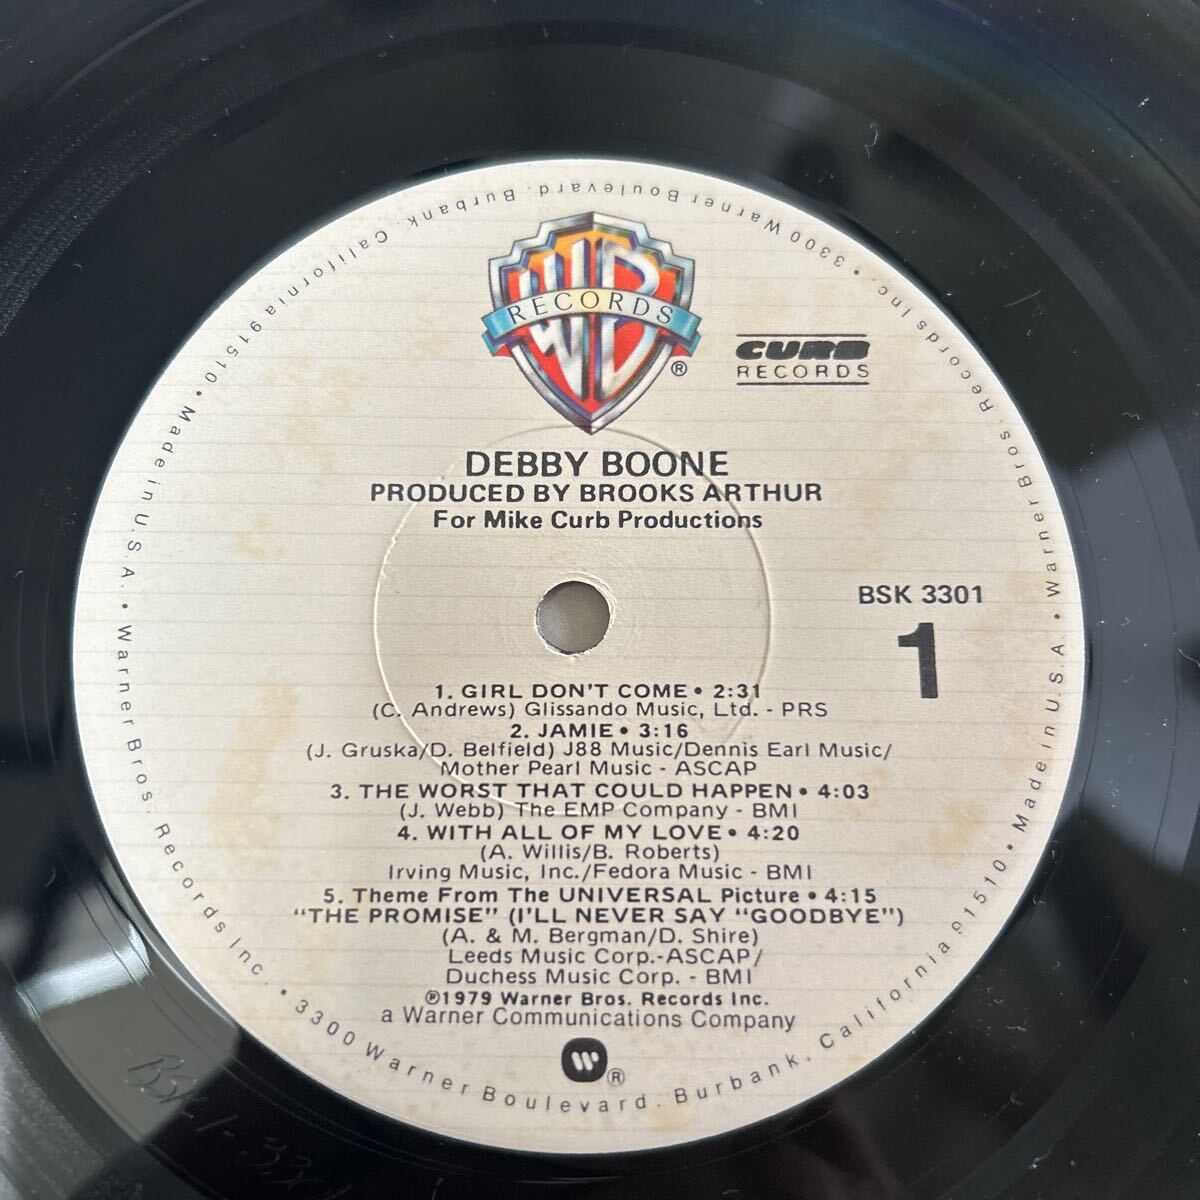 WB
RECORDS
®
CURB
RECORDS
DEBBY BOONE
PRODUCED BY BROOKS ARTHUR
For Mike Curb Productions
BSK 3301
1
1. GIRL DON'T COME • 2:31
(C. Andrews) Glissando Music, Ltd. - PRS
2. JAMIE • 3:16
(J. Gruska/D. Belfield) J88 Music/Dennis Earl Music/
Mother Pearl Music - ASCAP
3. THE WORST THAT COULD HAPPEN • 4:03
(J. Webb) The EMP Company - BMI
4. WITH ALL OF MY LOVE • 4:20
(A. Willis/B. Roberts)
Irving Music, Inc./Fedora Music - BMI
5. Theme From The UNIVERSAL Picture • 4:15
“THE PROMISE” (I'LL NEVER SAY “GOODBYE”)
(A. & M. Bergman/D. Shire)
Leeds Music Corp.-ASCAP/
Duchess Music Corp. - BMI
℗1979 Warner Bros. Records Inc.
a Warner Communications Company
®
Warner Bros. Records Inc. • 3300 Warner Boulevard. Burbank, California 91510 • Made in U.S.A. • Warner Bros. Records Inc. • 3300 Warner Boulevard. Burbank, California 91510 • Made in U.S.A. •